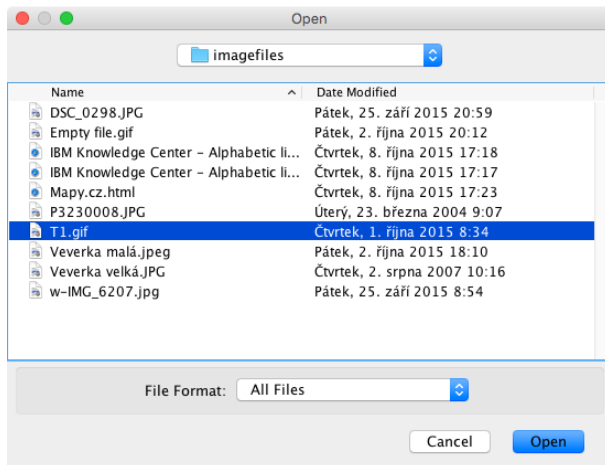 Open
imagefiles
Name Date Modified
DSC_0298.JPG Pátek, 25. září 2015 20:59
Empty file.gif Pátek, 2. října 2015 20:12
IBM Knowledge Center – Alphabetic li... Čtvrtek, 8. října 2015 17:18
IBM Knowledge Center – Alphabetic li... Čtvrtek, 8. října 2015 17:17
Mapy.cz.html Čtvrtek, 8. října 2015 17:23
P3230008.JPG Úterý, 23. března 2004 9:07
T1.gif Čtvrtek, 1. října 2015 8:34
Veverka malá.jpeg Pátek, 2. října 2015 18:10
Veverka velká.JPG Čtvrtek, 2. srpna 2007 10:16
w-IMG_6207.jpg Pátek, 25. září 2015 8:54
File Format: All Files
Cancel Open